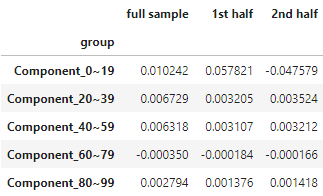 full sample 1st half 2nd half
group
Component_0~19 0.010242 0.057821 -0.047579
Component_20~39 0.006729 0.003205 0.003524
Component_40~59 0.006318 0.003107 0.003212
Component_60~79 -0.000350 -0.000184 -0.000166
Component_80~99 0.002794 0.001376 0.001418